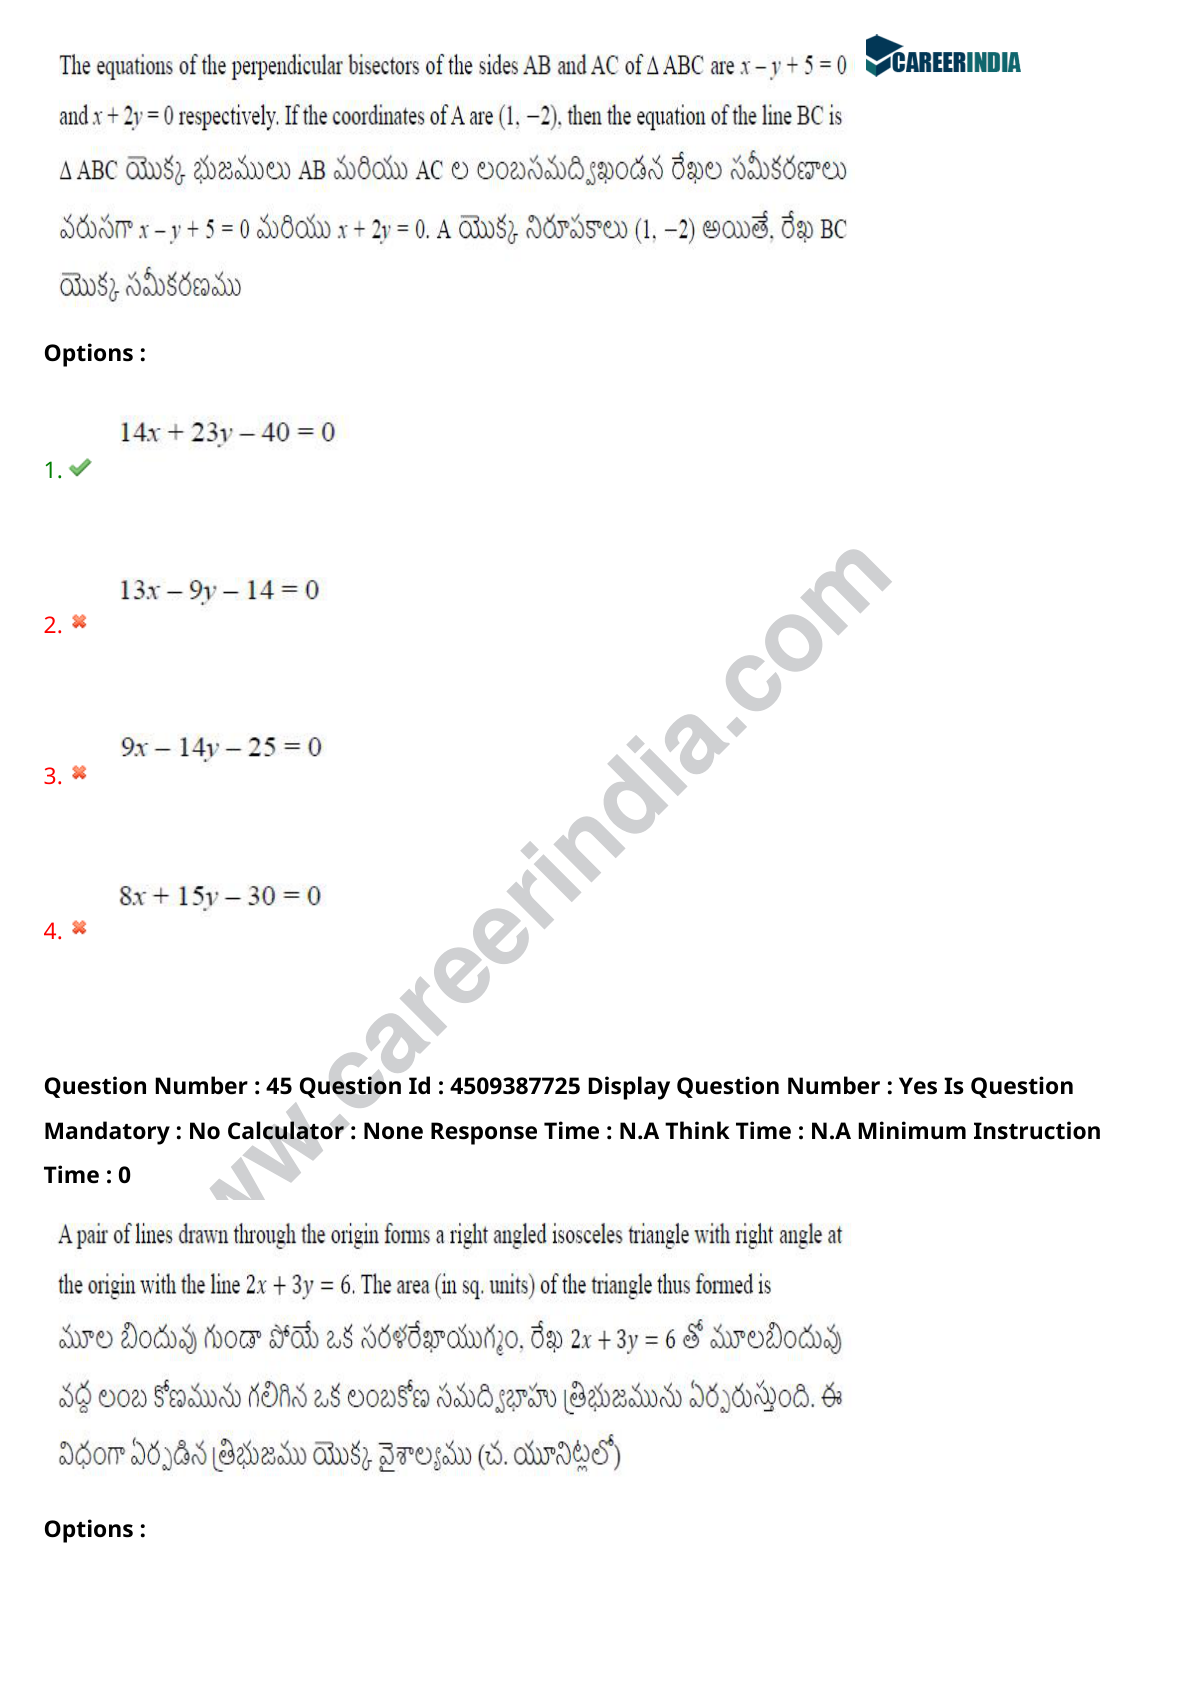 CAREERINDIA
The equations of the perpendicular bisectors of the sides AB and AC of Δ ABC are x – y + 5 = 0
and x + 2y = 0 respectively. If the coordinates of A are (1, −2), then the equation of the line BC is
Δ ABC యొక్క భుజములు AB మరియు AC ల లంబసమద్విఖండన రేఖల సమీకరణాలు
వరుసగా x – y + 5 = 0 మరియు x + 2y = 0. A యొక్క నిరూపకాలు (1, −2) అయితే, రేఖ BC
యొక్క సమీకరణము
Options :
14x + 23y – 40 = 0
1.
13x – 9y – 14 = 0
2.
9x – 14y – 25 = 0
3.
8x + 15y – 30 = 0
4.
www.careerindia.com
Question Number : 45 Question Id : 4509387725 Display Question Number : Yes Is Question
Mandatory : No Calculator : None Response Time : N.A Think Time : N.A Minimum Instruction
Time : 0
A pair of lines drawn through the origin forms a right angled isosceles triangle with right angle at
the origin with the line 2x + 3y = 6. The area (in sq. units) of the triangle thus formed is
మూల బిందువు గుండా పోయే ఒక సరళరేఖాయుగ్మం, రేఖ 2x + 3y = 6 తో మూలబిందువు
వద్ద లంబ కోణమును గలిగిన ఒక లంబకోణ సమద్విభాహు త్రిభుజమును ఏర్పరుస్తుంది. ఈ
విధంగా ఏర్పడిన త్రిభుజము యొక్క వైశాల్యము (చ. యూనిట్లలో)
Options :